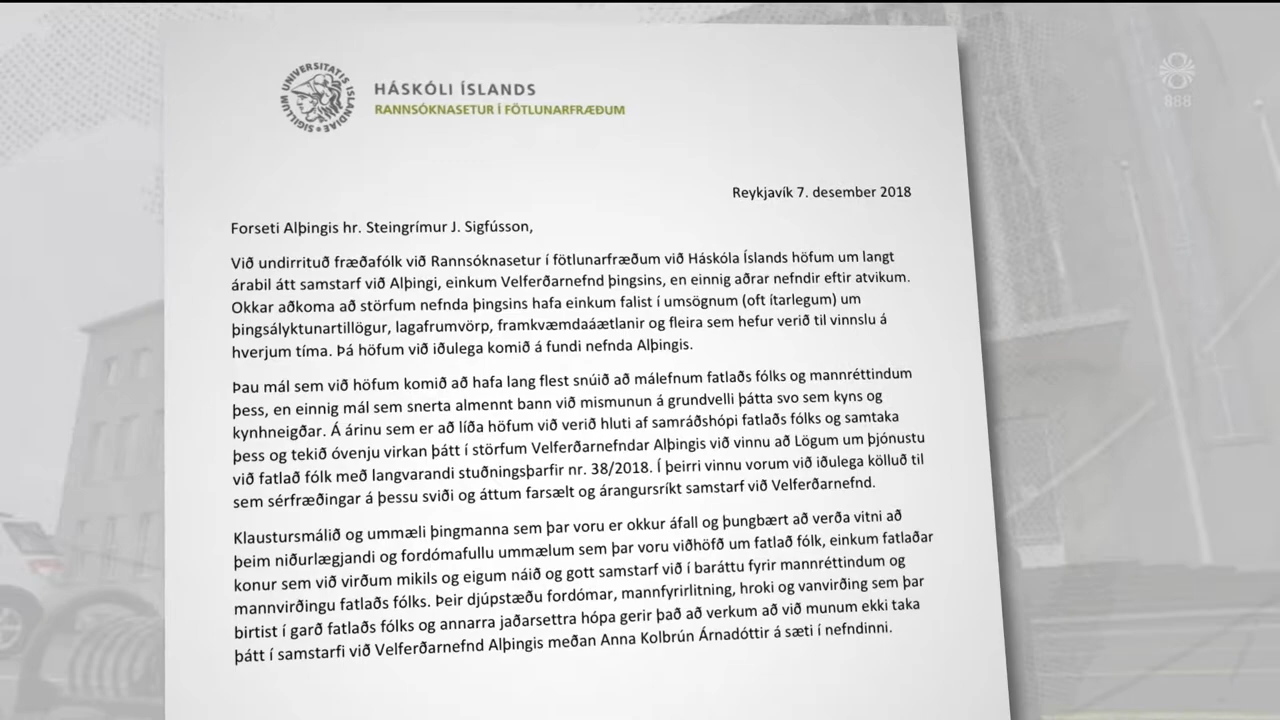 SIGILLUM UNIVERSITATIS ISLANDIAE
HÁSKÓLI ÍSLANDS
RANNSÓKNASETUR Í FÖTLUNARFRÆÐUM
888
Reykjavík 7. desember 2018
Forseti Alþingis hr. Steingrímur J. Sigfússon,
Við undirrituð fræðafólk við Rannsóknasetur í fötlunarfræðum við Háskóla Íslands höfum um langt
árabil átt samstarf við Alþingi, einkum Velferðarnefnd þingsins, en einnig aðrar nefndir eftir atvikum.
Okkar aðkoma að störfum nefnda þingsins hafa einkum falist í umsögnum (oft ítarlegum) um
þingsályktunartillögur, lagafrumvörp, framkvæmdaáætlanir og fleira sem hefur verið til vinnslu á
hverjum tíma. Þá höfum við iðulega komið á fundi nefnda Alþingis.
Þau mál sem við höfum komið að hafa lang flest snúið að málefnum fatlaðs fólks og mannréttindum
þess, en einnig mál sem snerta almennt bann við mismunun á grundvelli þátta svo sem kyns og
kynhneigðar. Á árinu sem er að líða höfum við verið hluti af samráðshópi fatlaðs fólks og samtaka
þess og tekið óvenju virkan þátt í störfum Velferðarnefndar Alþingis við vinnu að Lögum um þjónustu
við fatlað fólk með langvarandi stuðningsþarfir nr. 38/2018. Í þeirri vinnu vorum við iðulega kölluð til
sem sérfræðingar á þessu sviði og áttum farsælt og árangursríkt samstarf við Velferðarnefnd.
Klaustursmálið og ummæli þingmanna sem þar voru er okkur áfall og þungbært að verða vitni að
þeim niðurlægjandi og fordómafullu ummælum sem þar voru viðhöfð um fatlað fólk, einkum fatlaðar
konur sem við virðum mikils og eigum náið og gott samstarf við í baráttu fyrir mannréttindum og
mannvirðingu fatlaðs fólks. Þeir djúpstæðu fordómar, mannfyrirlitning, hroki og vanvirðing sem þar
birtist í garð fatlaðs fólks og annarra jaðarsettra hópa gerir það að verkum að við munum ekki taka
þátt í samstarfi við Velferðarnefnd Alþingis meðan Anna Kolbrún Árnadóttir á sæti í nefndinni.